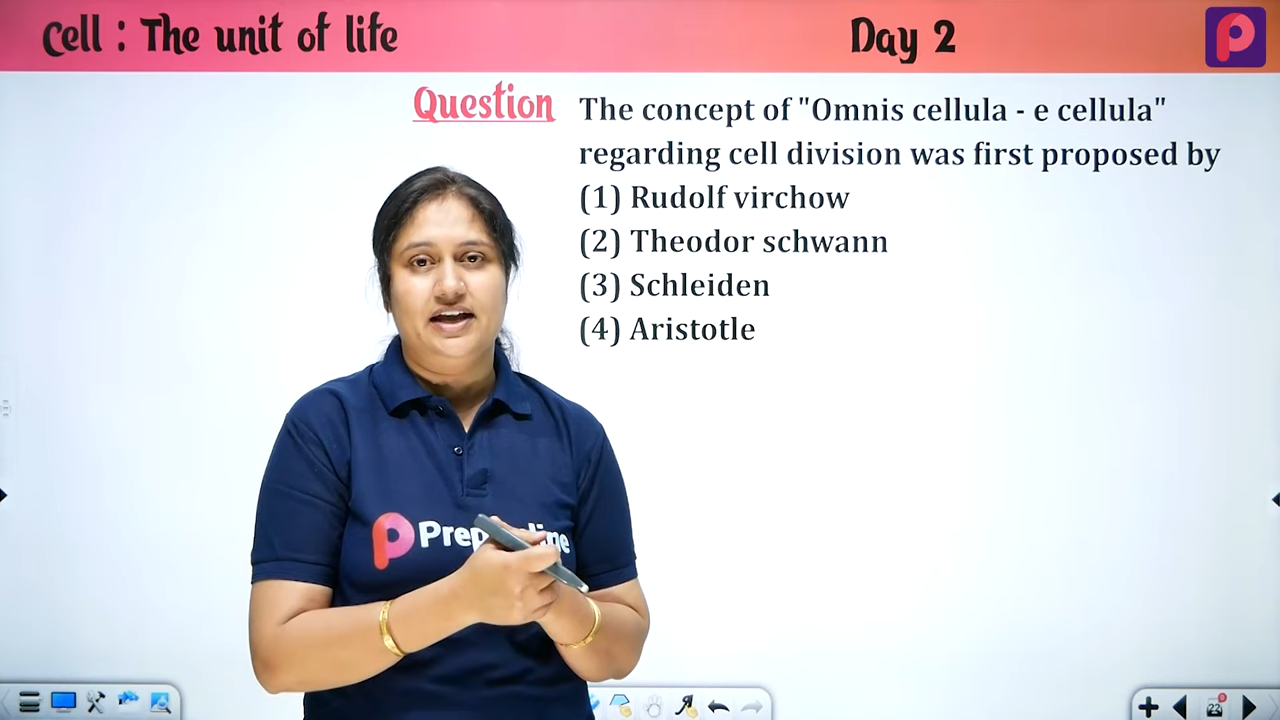 Cell : The unit of life
Day 2
Question
The concept of "Omnis cellula - e cellula"
regarding cell division was first proposed by
(1) Rudolf virchow
(2) Theodor schwann
(3) Schleiden
(4) Aristotle